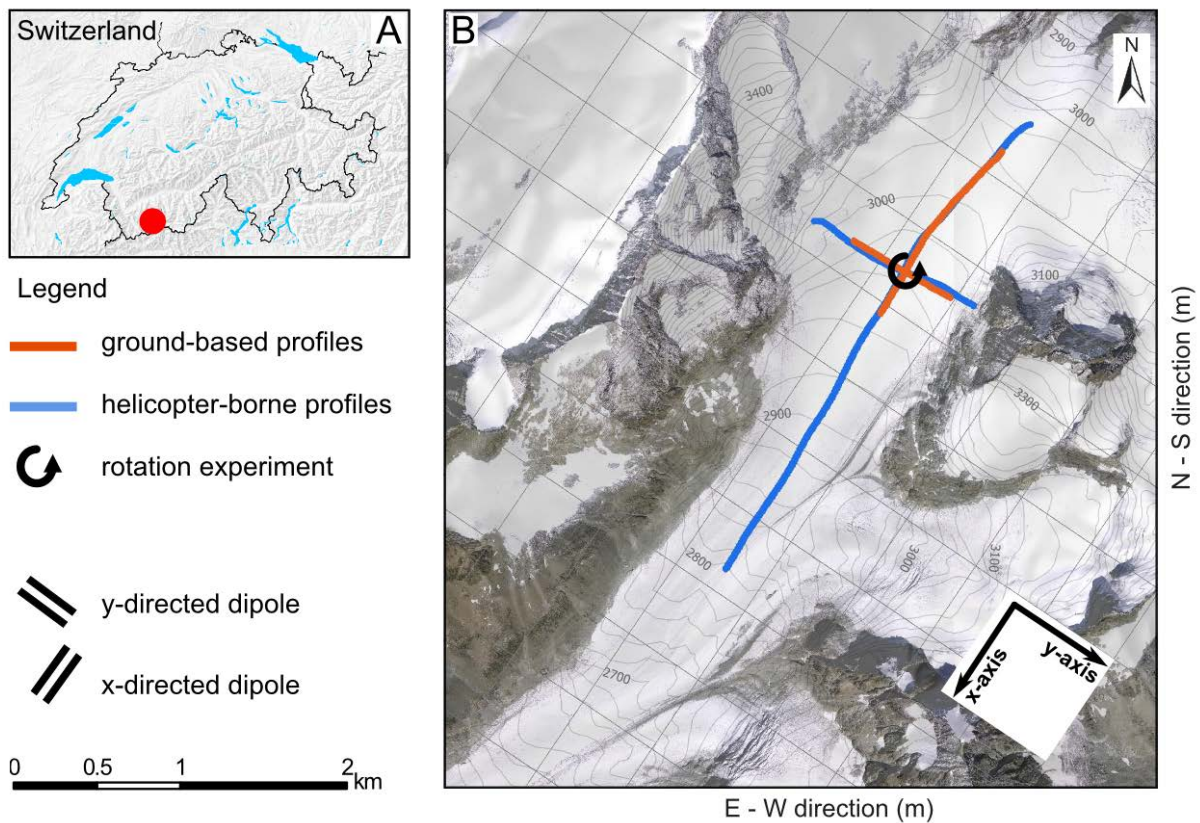 Switzerland
A
Legend
ground-based profiles
helicopter-borne profiles
rotation experiment
y-directed dipole
x-directed dipole
0 0.5 1 2
km
B
N
2900
3400
3000
3000
3100
3300
2900
2800
3000
3100
2700
y-axis
x-axis
N - S direction (m)
E - W direction (m)